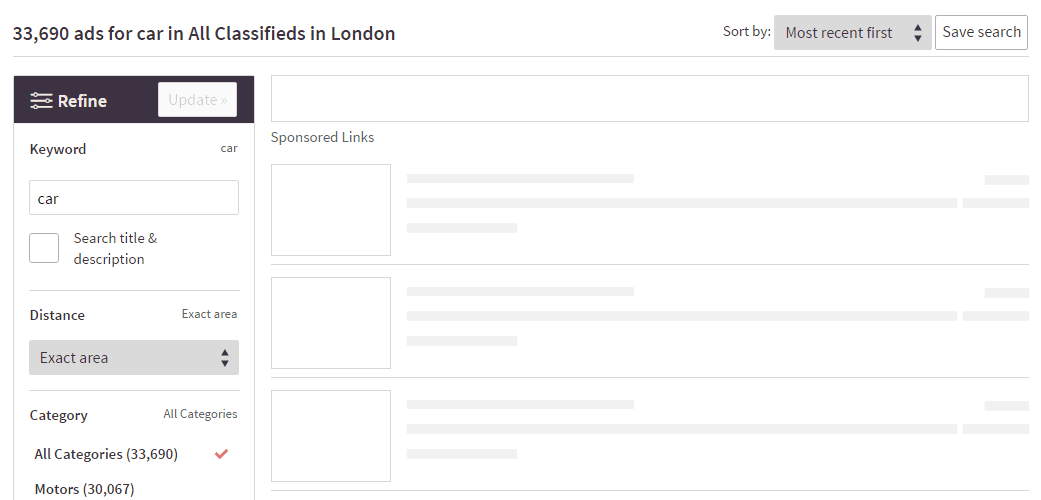 33,690 ads for car in All Classifieds in London
Sort by: Most recent first Save search
Refine Update »
Keyword car
car
Search title &
description
Distance Exact area
Exact area
Category All Categories
All Categories (33,690)
Motors (30,067)
Sponsored Links